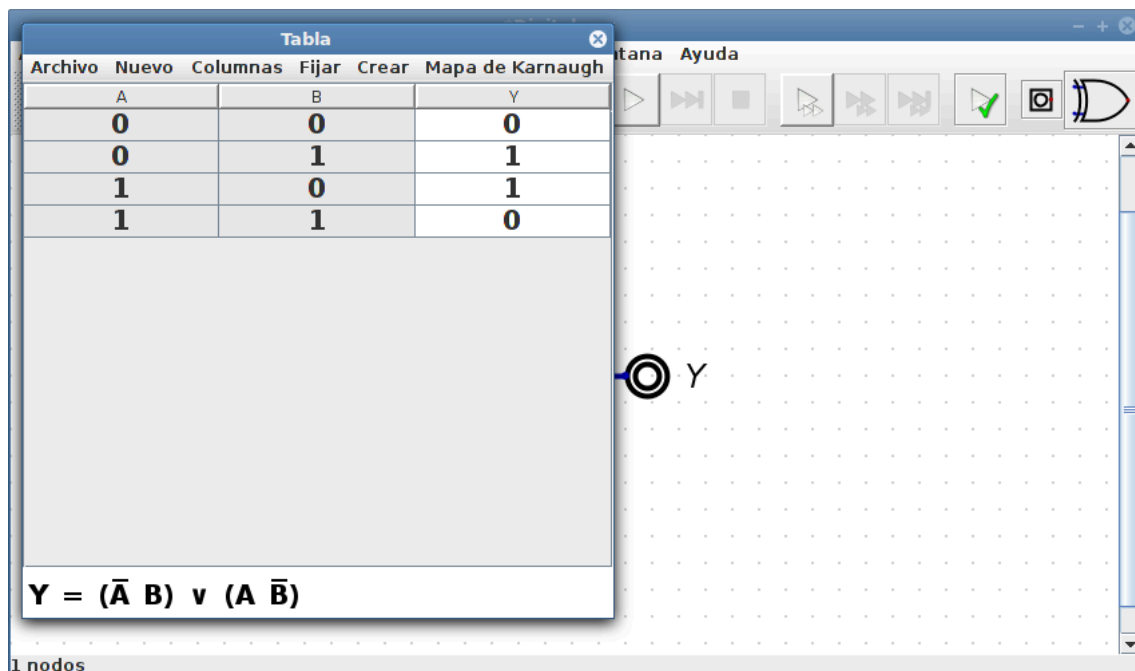 Tabla
Archivo Nuevo Columnas Fijar Crear Mapa de Karnaugh
Ayuda
A B Y
0 0 0
0 1 1
1 0 1
1 1 0
Y
Y = (A̅ B) ∨ (A B̅)
1 nodos